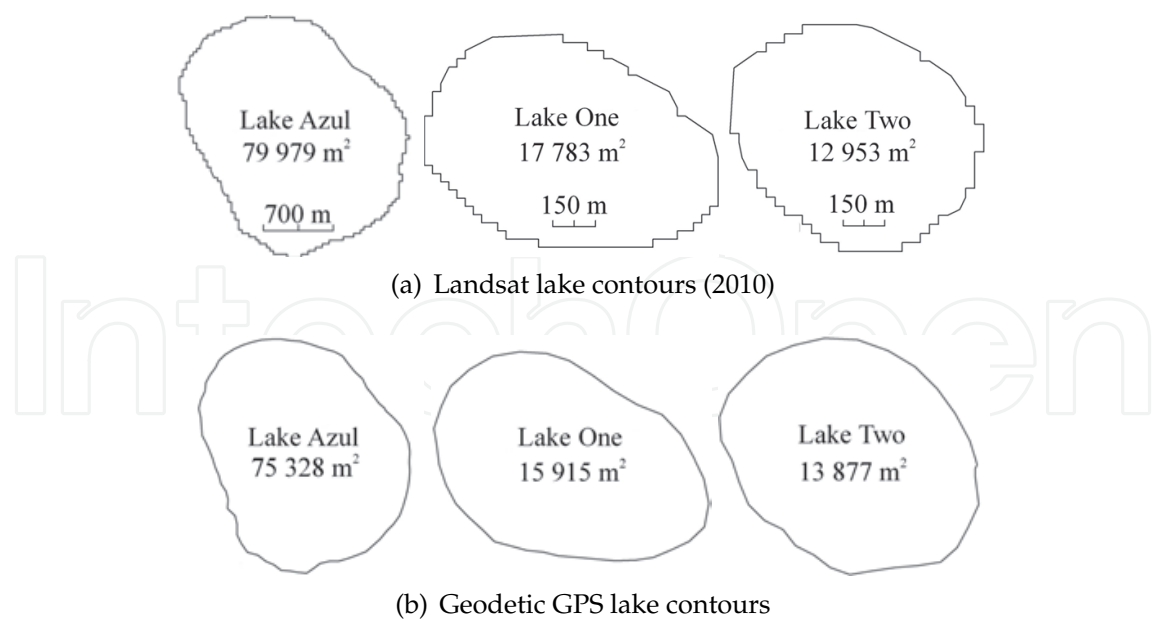 Lake Azul
79 979 m²
700 m
Lake One
17 783 m²
150 m
Lake Two
12 953 m²
150 m
(a) Landsat lake contours (2010)
IntechOpen
Lake Azul
75 328 m²
Lake One
15 915 m²
Lake Two
13 877 m²
(b) Geodetic GPS lake contours